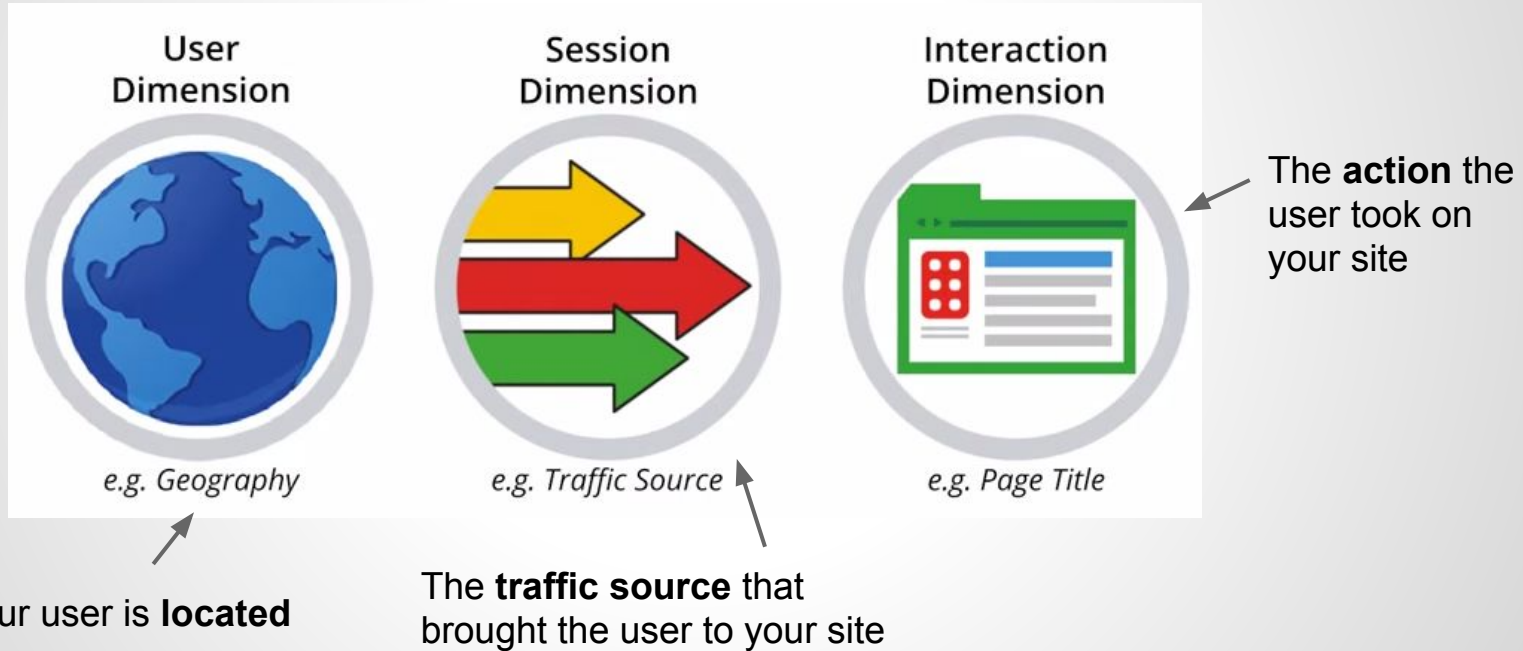 User
Dimension
Session
Dimension
Interaction
Dimension
The action the
user took on
your site
e.g. Geography
e.g. Traffic Source
e.g. Page Title
user is located
The traffic source that
brought the user to your site